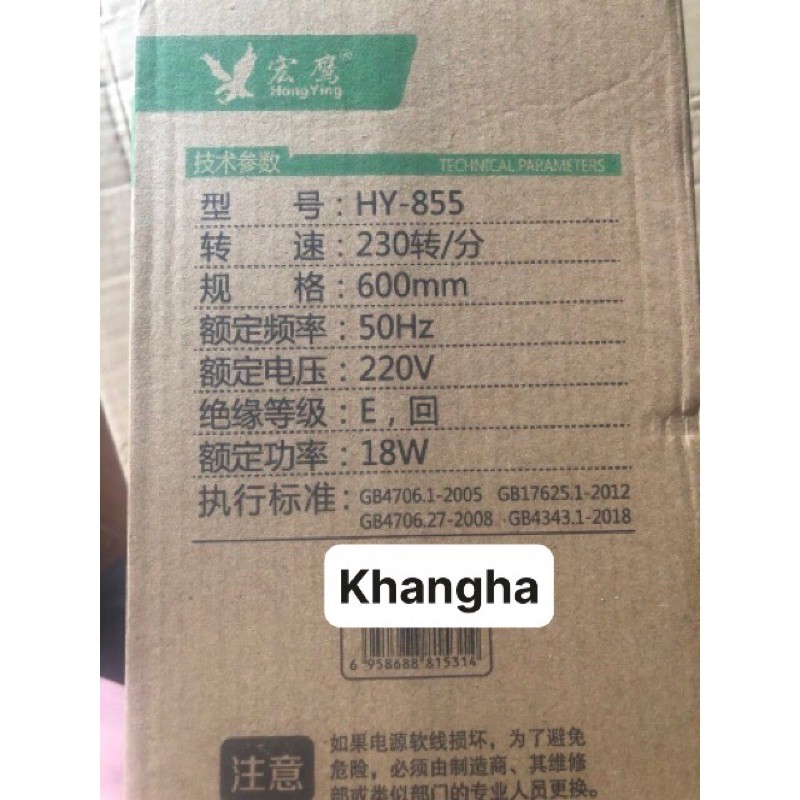 宏鹰
HongYing
技术参数 TECHNICAL PARAMETERS
型 号：HY-855
转 速：230转/分
规 格：600mm
额定频率：50Hz
额定电压：220V
绝缘等级：E，回
额定功率：18W
执行标准：GB4706.1-2005 GB17625.1-2012
GB4706.27-2008 GB4343.1-2018
Khangha
6 958688 815314
注意
如果电源软线损坏，为了避免
危险，必须由制造商、其维修
部或类似部门的专业人员更换。